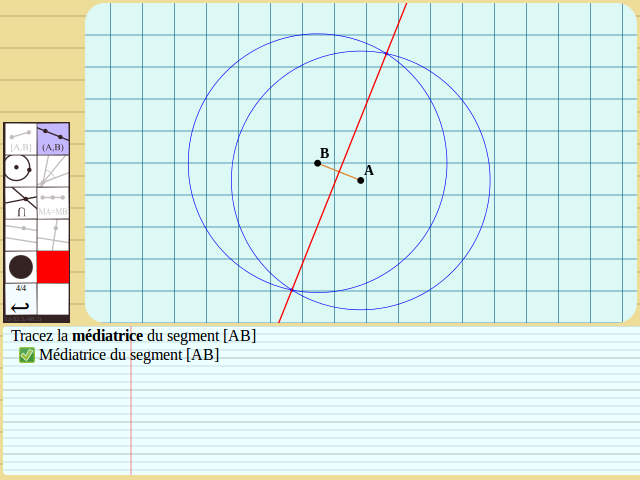 B
A
[A,B]
(A,B)
∩
MA=MB
4/4
Tracez la médiatrice du segment [AB]
Médiatrice du segment [AB]